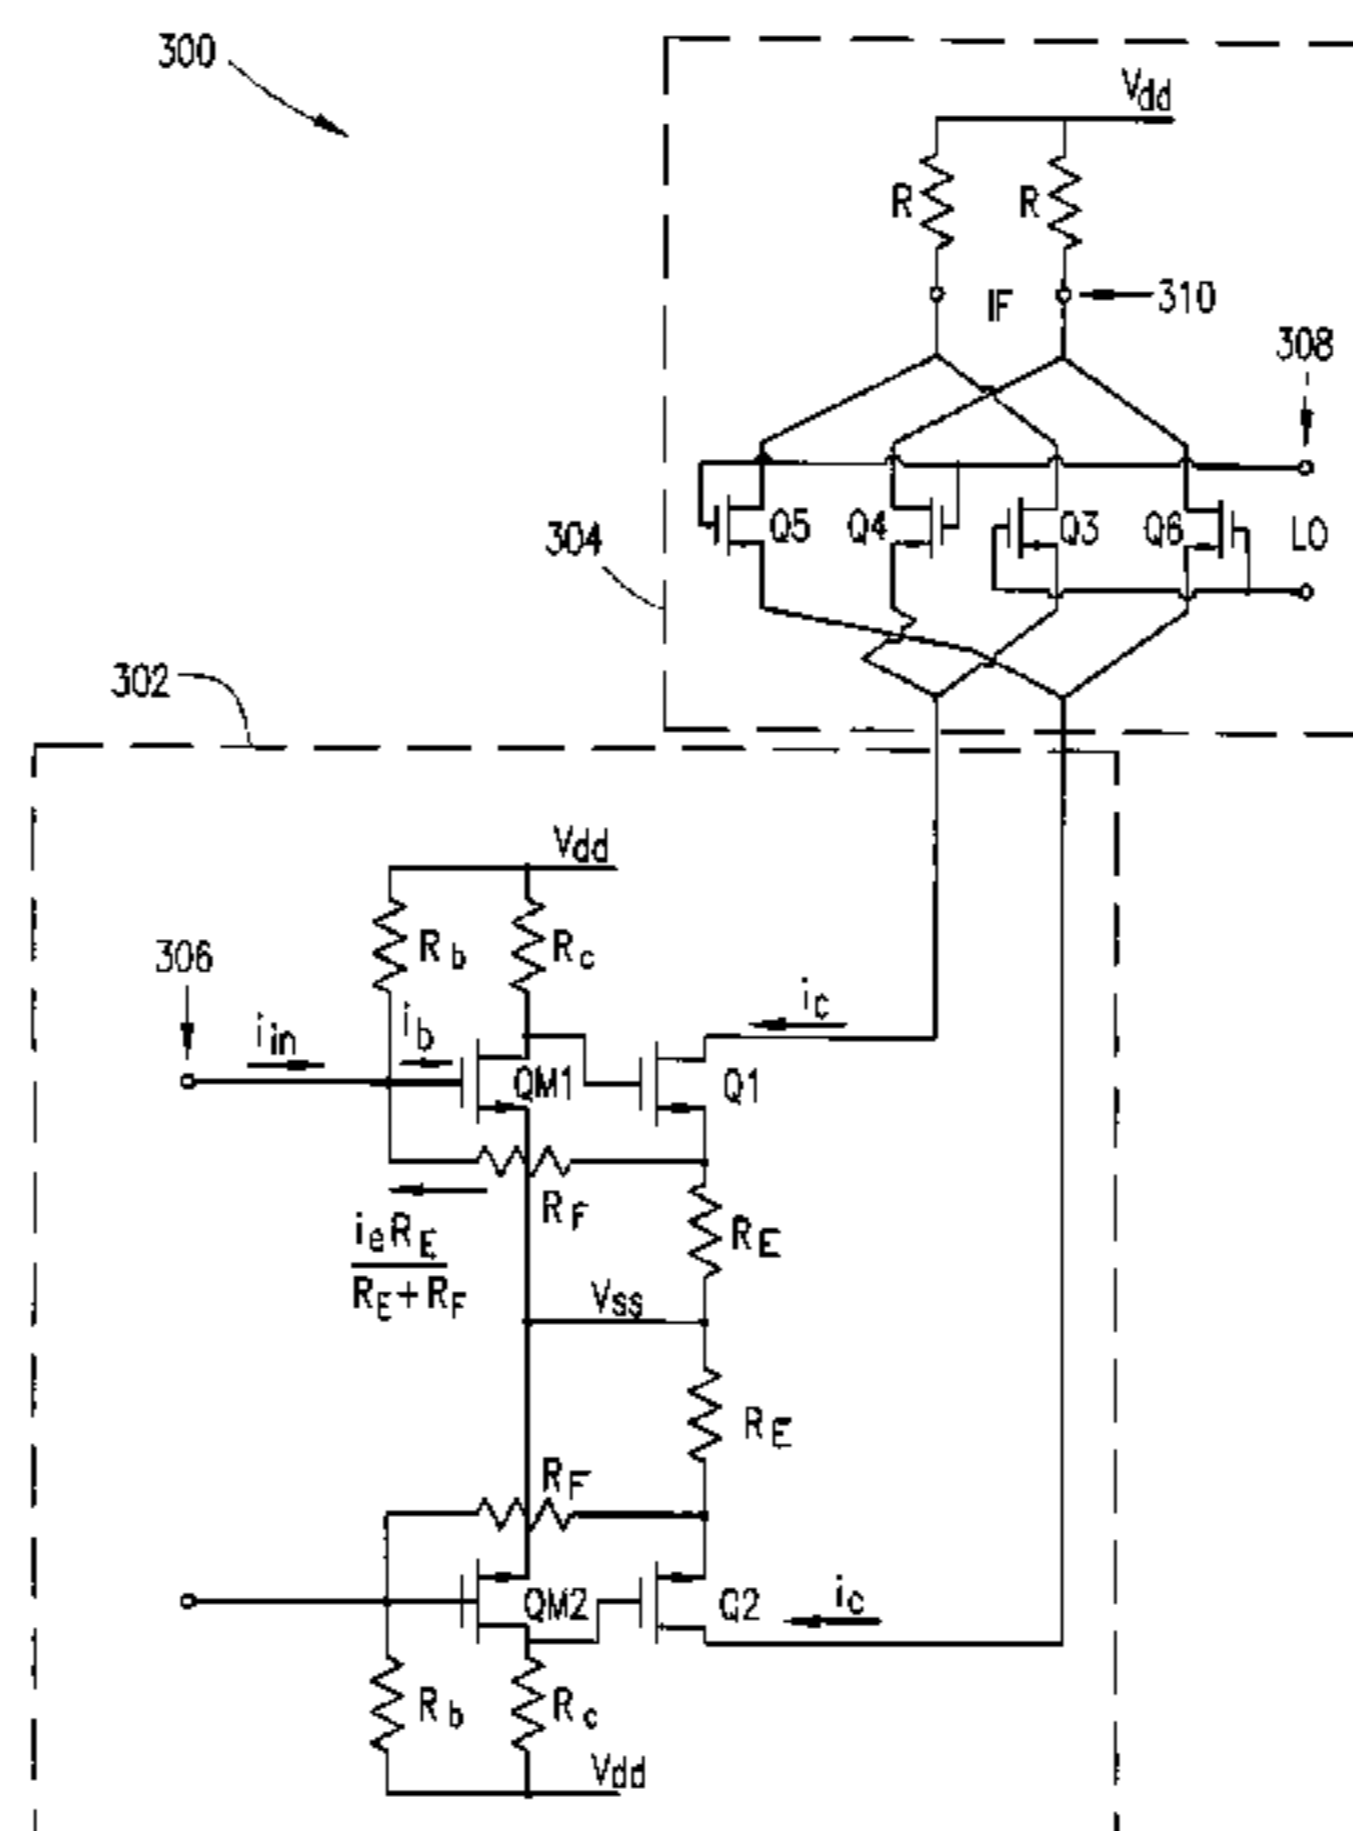 300
Vdd
R
R
IF
310
308
Q5
Q4
Q3
Q6
LO
304
302
Vdd
306
Rb
Rc
iin
ib
ic
QM1
Q1
RF
ieRE
RE+RF
RE
Vss
RE
RF
QM2
Q2
ic
Rb
Rc
Vdd